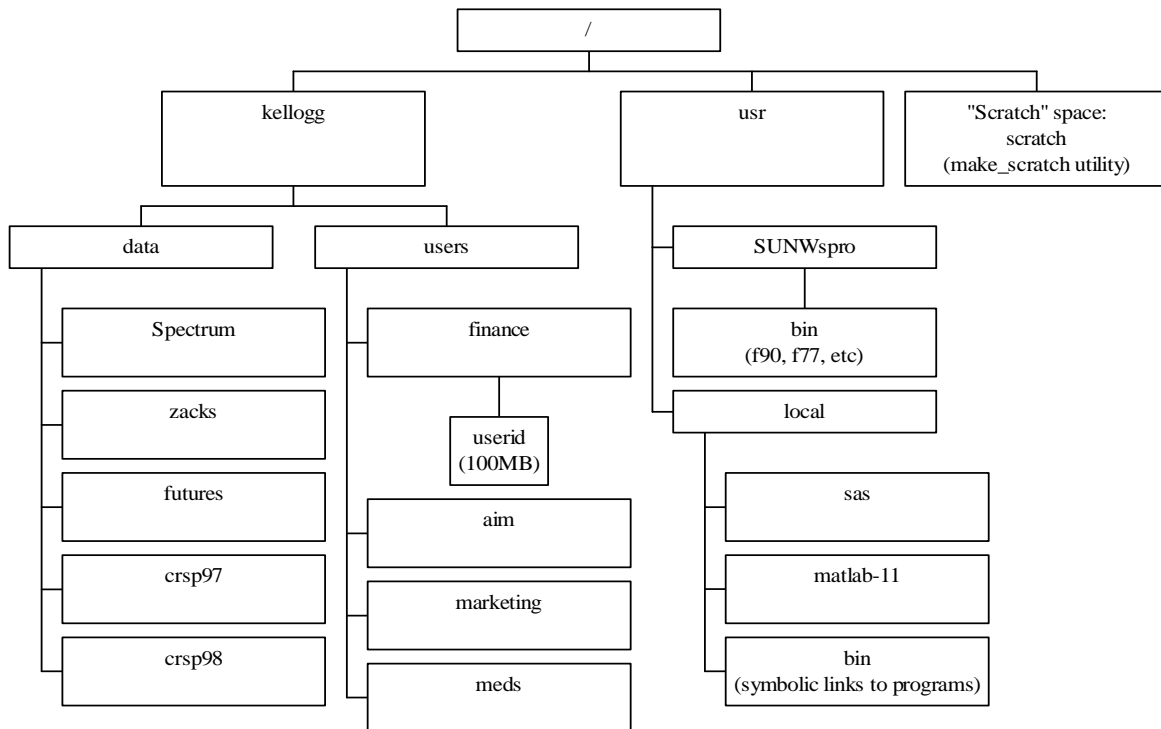 /
kellogg
usr
"Scratch" space:
scratch
(make_scratch utility)
data
users
SUNWspro
Spectrum
finance
bin
(f90, f77, etc)
zacks
userid
(100MB)
local
futures
aim
sas
crsp97
marketing
matlab-11
crsp98
meds
bin
(symbolic links to programs)